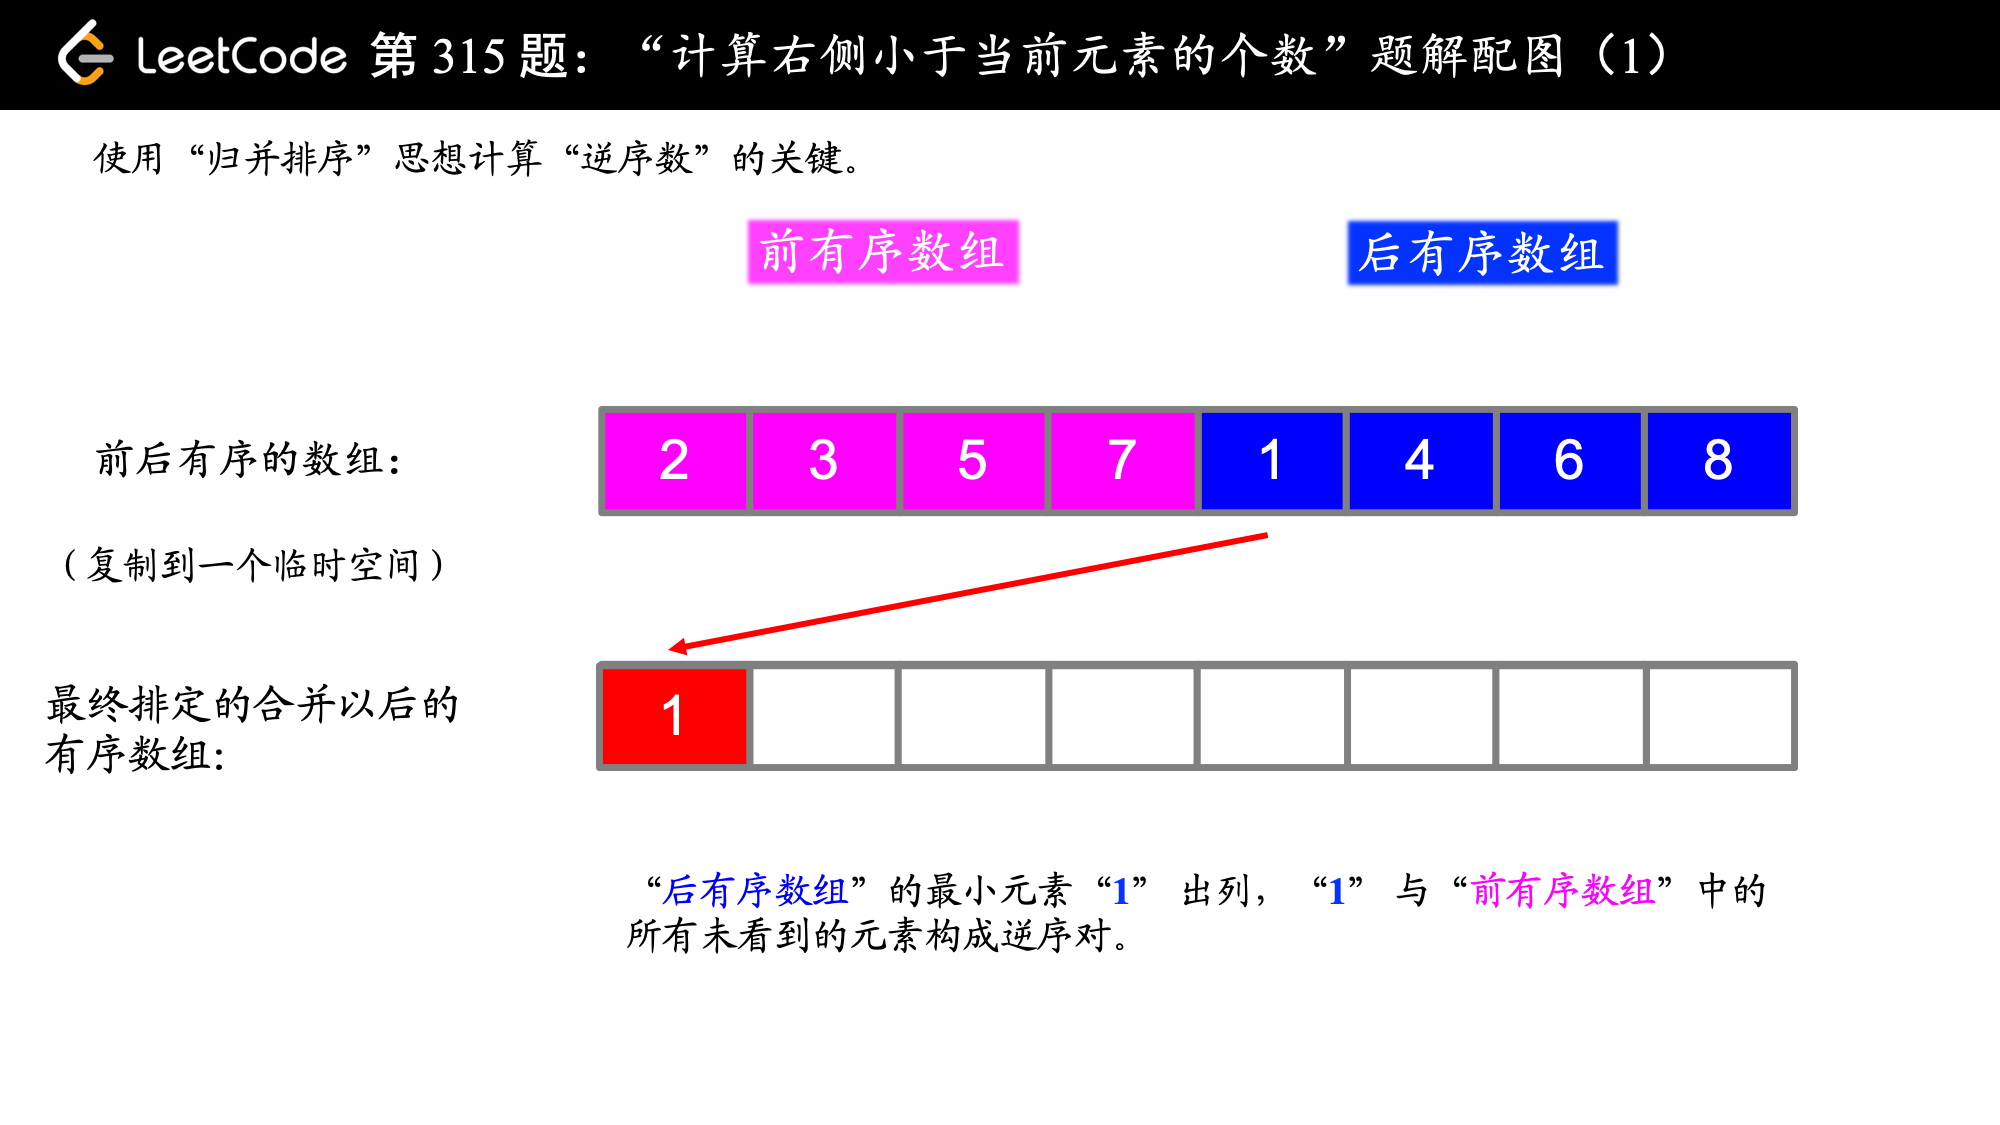 LeetCode 第 315 题：“计算右侧小于当前元素的个数”题解配图（1）
使用“归并排序”思想计算“逆序数”的关键。
前有序数组 后有序数组
前后有序的数组： 2 3 5 7 1 4 6 8
（复制到一个临时空间）
最终排定的合并以后的
有序数组： 1
“后有序数组”的最小元素“1” 出列，“1” 与“前有序数组”中的
所有未看到的元素构成逆序对。